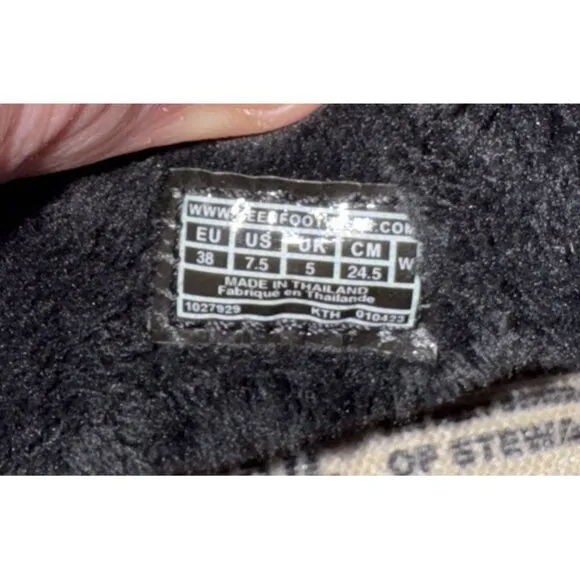 EU US UK CM
38 7.5 5 24.5 W
MADE IN THAILAND
Fabriqué en Thaïlande
1027929 KTH 010423
OF